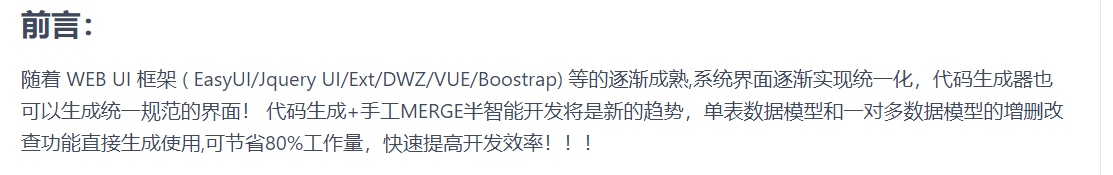 前言：
随着 WEB UI 框架 ( EasyUI/Jquery UI/Ext/DWZ/VUE/Boostrap) 等的逐渐成熟,系统界面逐渐实现统一化，代码生成器也
可以生成统一规范的界面！ 代码生成+手工MERGE半智能开发将是新的趋势，单表数据模型和一对多数据模型的增删改
查功能直接生成使用,可节省80%工作量，快速提高开发效率！！！